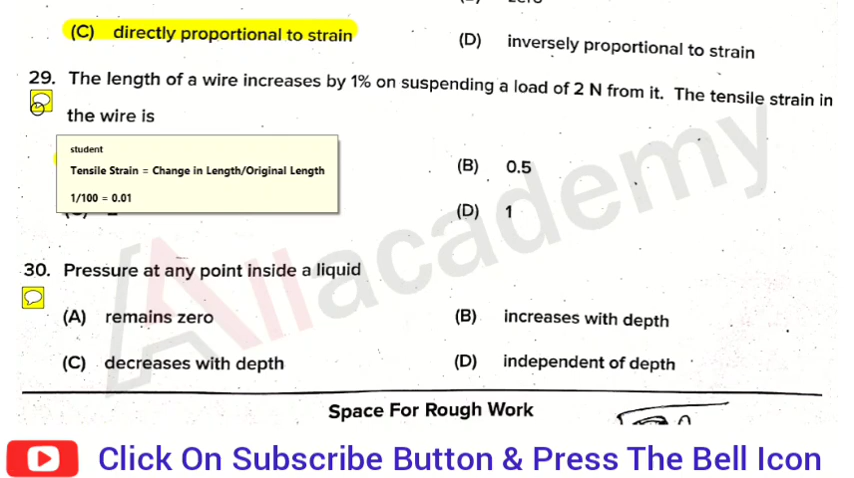 (C) directly proportional to strain
(D) inversely proportional to strain
29. The length of a wire increases by 1% on suspending a load of 2 N from it. The tensile strain in
the wire is
student
Tensile Strain = Change in Length/Original Length
1/100 = 0.01
(B) 0.5
(D) 1
30. Pressure at any point inside a liquid
(A) remains zero
(B) increases with depth
(C) decreases with depth
(D) independent of depth
Space For Rough Work
Allacademy
Click On Subscribe Button & Press The Bell Icon